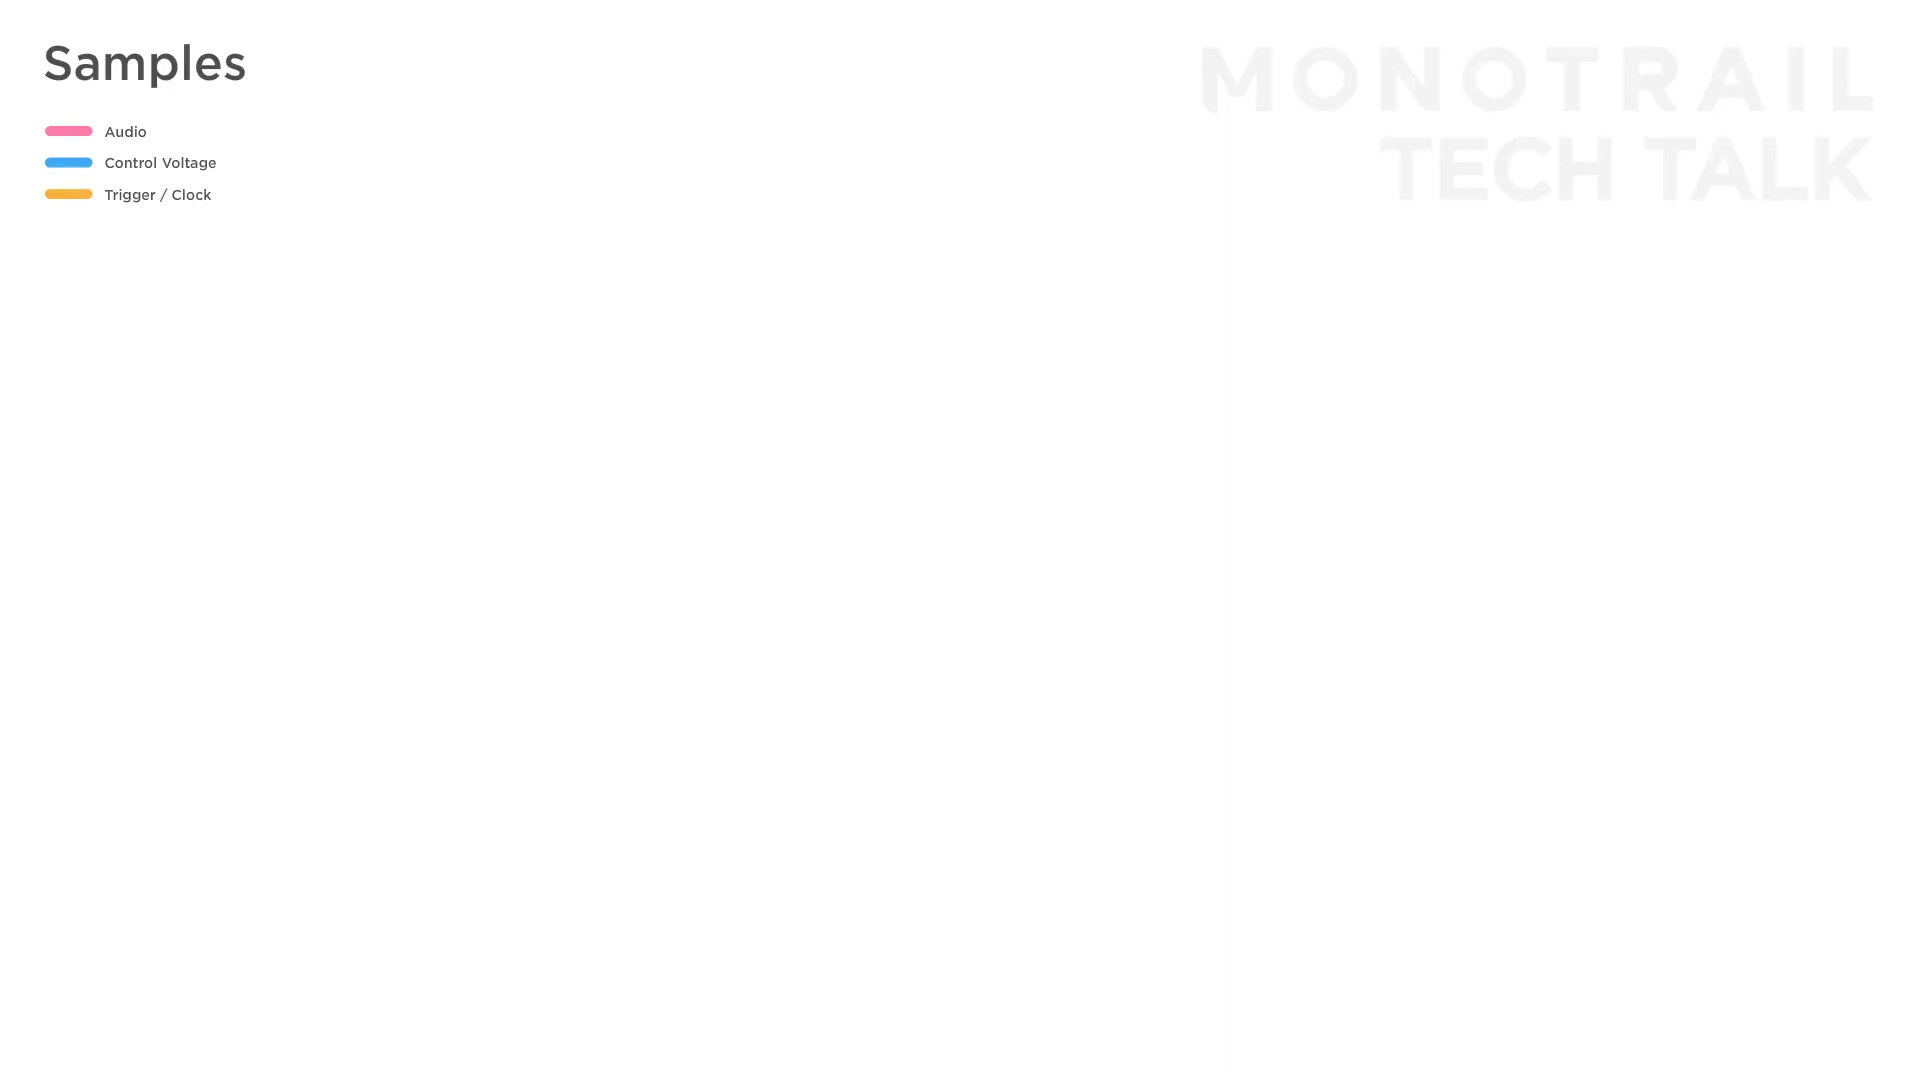 Samples
Audio
Control Voltage
Trigger / Clock
MONOTRAIL
TECH TALK